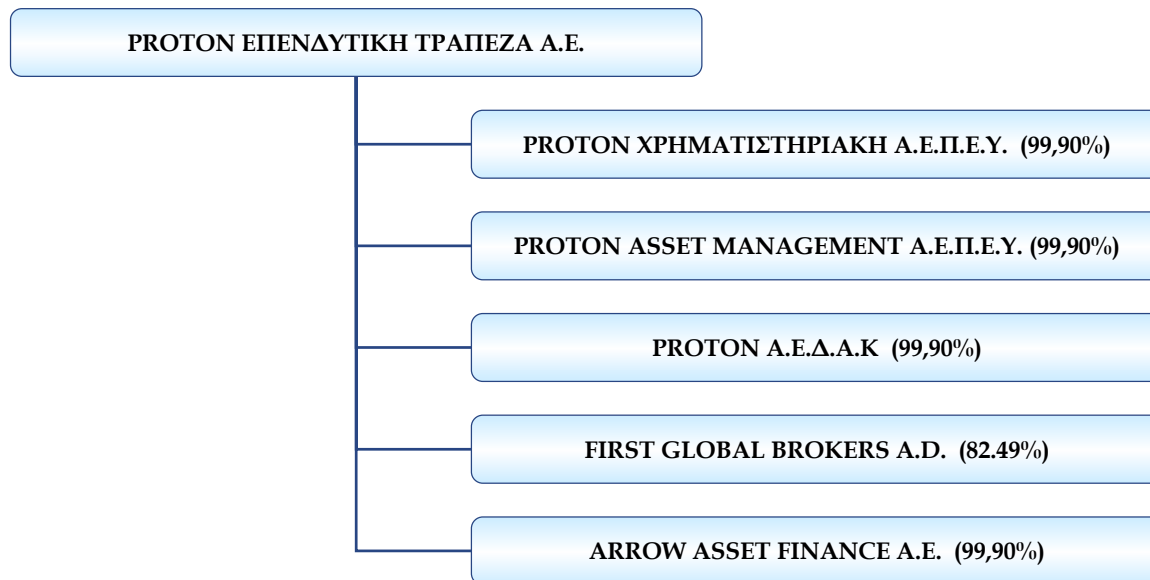 PROTON ΕΠΕΝΔΥΤΙΚΗ ΤΡΑΠΕΖΑ Α.Ε.
PROTON ΧΡΗΜΑΤΙΣΤΗΡΙΑΚΗ Α.Ε.Π.Ε.Υ. (99,90%)
PROTON ASSET MANAGEMENT Α.Ε.Π.Ε.Υ. (99,90%)
PROTON Α.Ε.Δ.Α.Κ (99,90%)
FIRST GLOBAL BROKERS A.D. (82.49%)
ARROW ASSET FINANCE A.E. (99,90%)